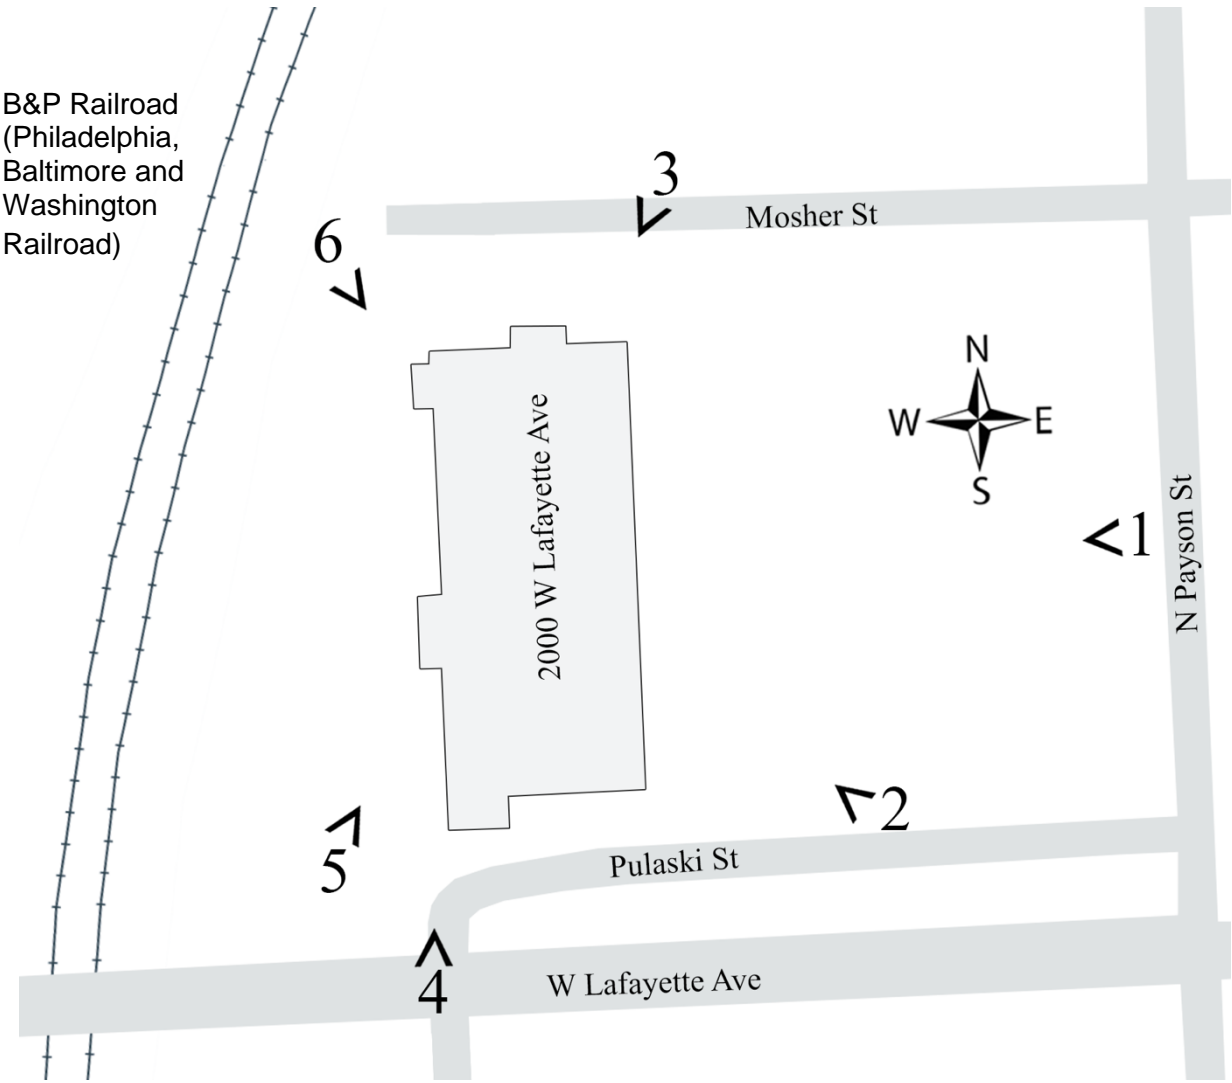 B&P Railroad
(Philadelphia,
Baltimore and
Washington
Railroad)
3
Mosher St
6
N
W
E
S
2000 W Lafayette Ave
1
N Payson St
2
Pulaski St
5
4
W Lafayette Ave